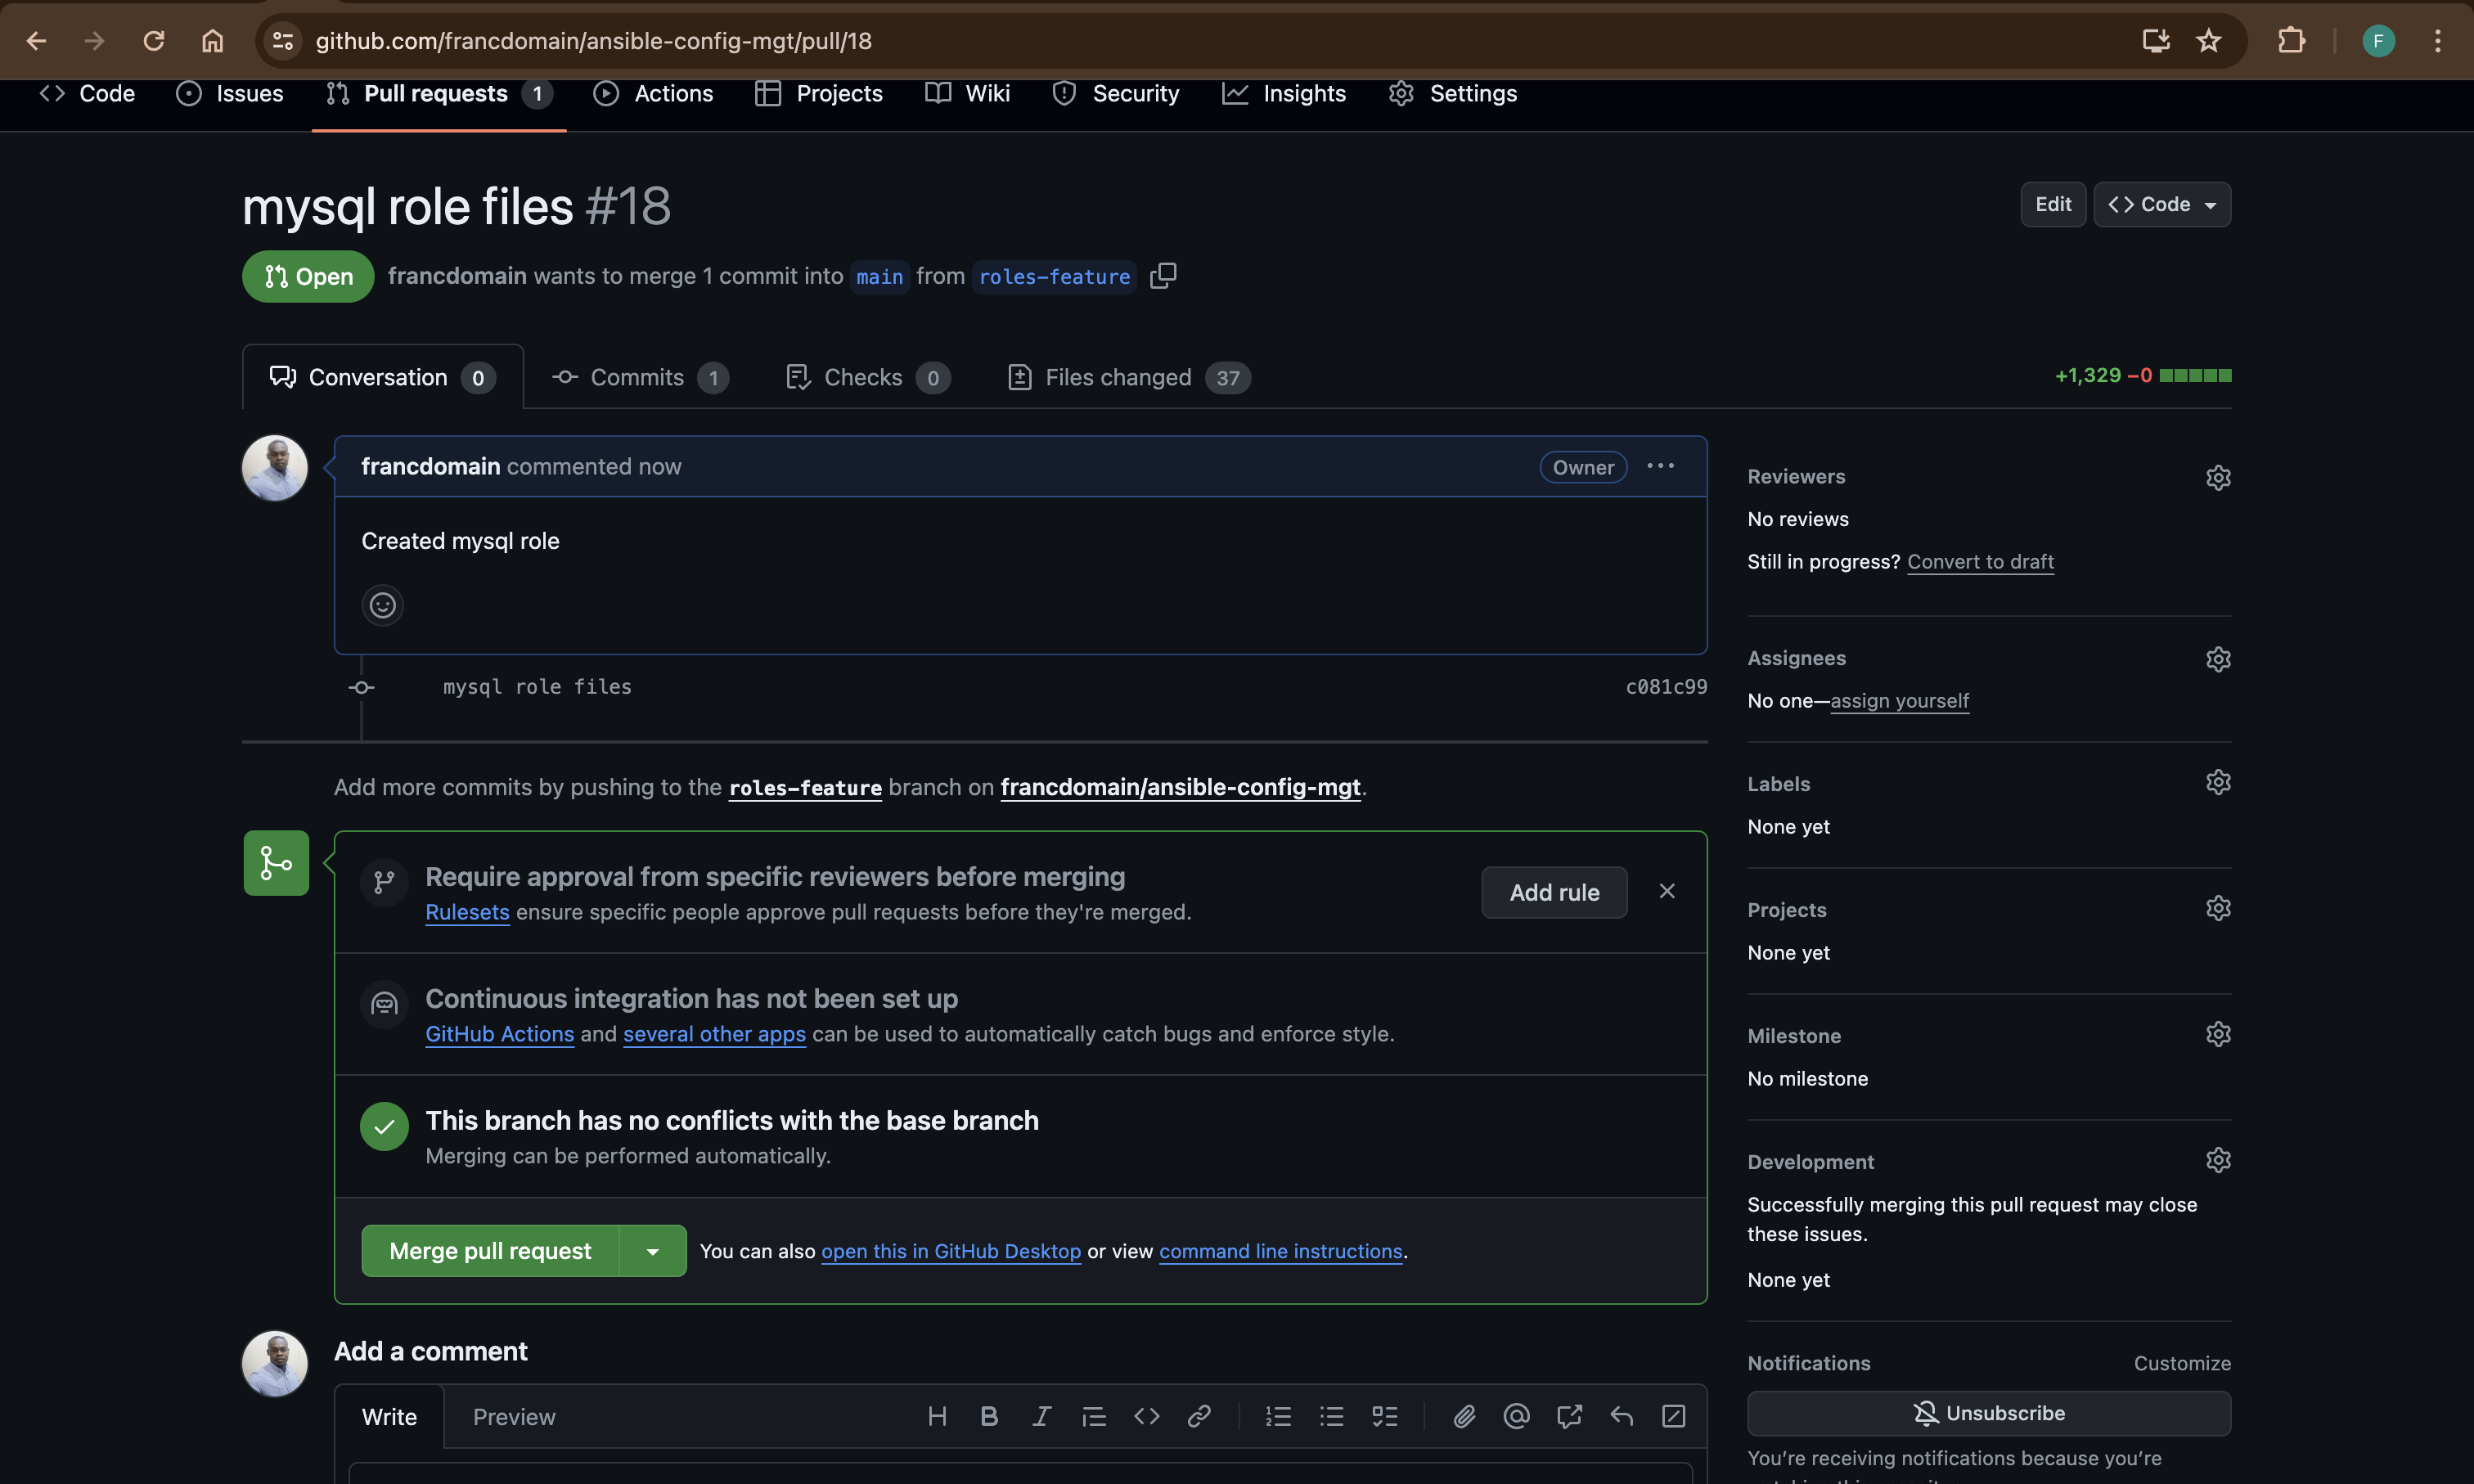 github.com/francdomain/ansible-config-mgt/pull/18
F
Code
Issues
Pull requests 1
Actions
Projects
Wiki
Security
Insights
Settings
mysql role files #18
Edit
Code
Open
francdomain wants to merge 1 commit into main from roles-feature
Conversation 0
Commits 1
Checks 0
Files changed 37
+1,329 −0
francdomain commented now
Owner
Created mysql role
mysql role files
c081c99
Add more commits by pushing to the roles-feature branch on francdomain/ansible-config-mgt.
Require approval from specific reviewers before merging
Rulesets ensure specific people approve pull requests before they're merged.
Add rule
Continuous integration has not been set up
GitHub Actions and several other apps can be used to automatically catch bugs and enforce style.
This branch has no conflicts with the base branch
Merging can be performed automatically.
Merge pull request
You can also open this in GitHub Desktop or view command line instructions.
Add a comment
Write
Preview
Reviewers
No reviews
Still in progress? Convert to draft
Assignees
No one—assign yourself
Labels
None yet
Projects
None yet
Milestone
No milestone
Development
Successfully merging this pull request may close
these issues.
None yet
Notifications
Customize
Unsubscribe
You're receiving notifications because you're